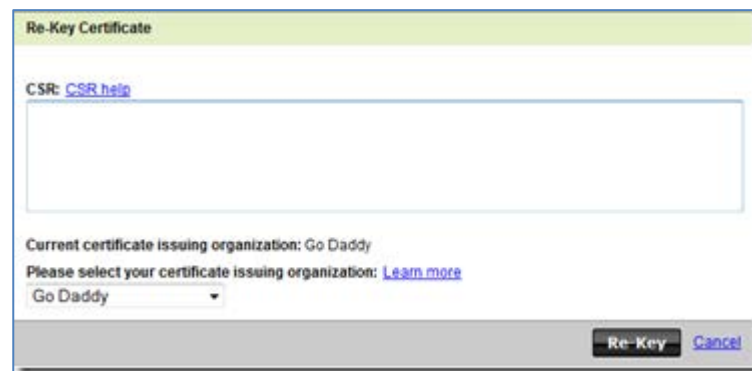 Re-Key Certificate
CSR: CSR help
Current certificate issuing organization: Go Daddy
Please select your certificate issuing organization: Learn more
Go Daddy
Re-Key Cancel